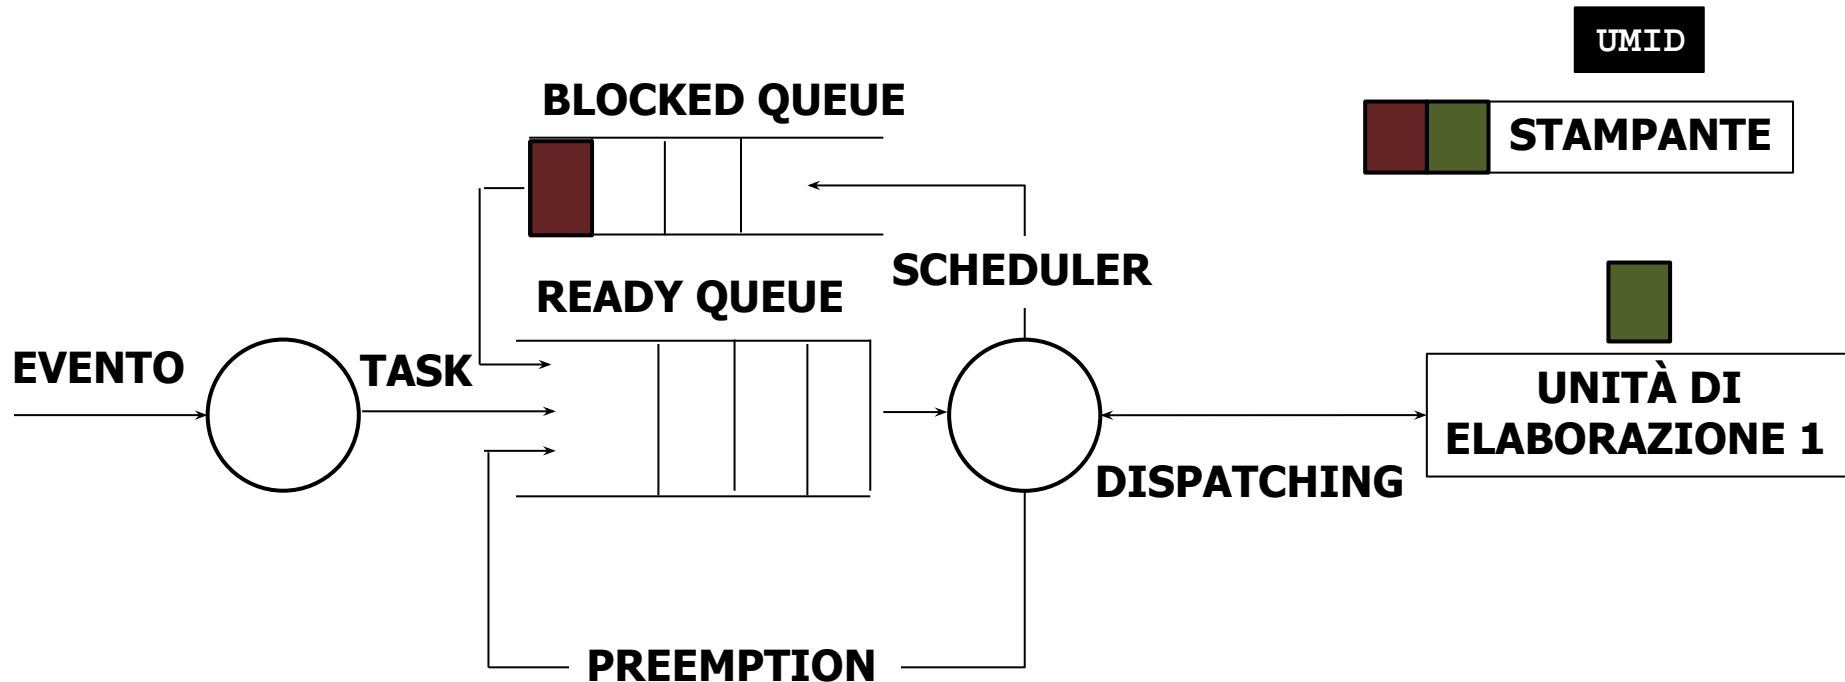 UMID
BLOCKED QUEUE
STAMPANTE
SCHEDULER
READY QUEUE
EVENTO
TASK
UNITÀ DI
ELABORAZIONE 1
DISPATCHING
PREEMPTION